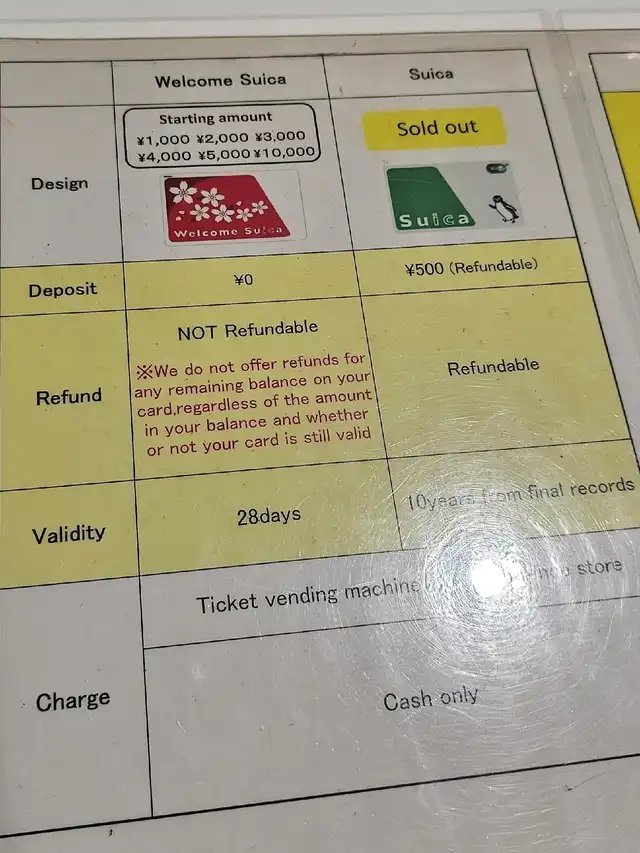 Welcome Suica
Suica
Design
Starting amount
¥1,000 ¥2,000 ¥3,000
¥4,000 ¥5,000 ¥10,000
Welcome Suica
Sold out
Suica
Deposit
¥0
¥500 (Refundable)
Refund
NOT Refundable
※We do not offer refunds for
any remaining balance on your
card,regardless of the amount
in your balance and whether
or not your card is still valid
Refundable
Validity
28days
10years from final records
Charge
Ticket vending machine store
Cash only